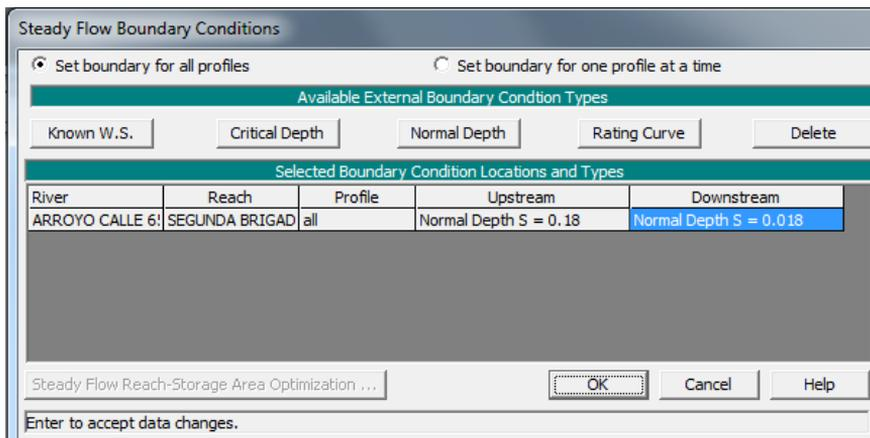 Steady Flow Boundary Conditions
Set boundary for all profiles Set boundary for one profile at a time
Available External Boundary Condtion Types
Known W.S. Critical Depth Normal Depth Rating Curve Delete
Selected Boundary Condition Locations and Types
River Reach Profile Upstream Downstream
ARROYO CALLE 6 SEGUNDA BRIGAD all Normal Depth S = 0.18 Normal Depth S = 0.018
Steady Flow Reach-Storage Area Optimization ... OK Cancel Help
Enter to accept data changes.